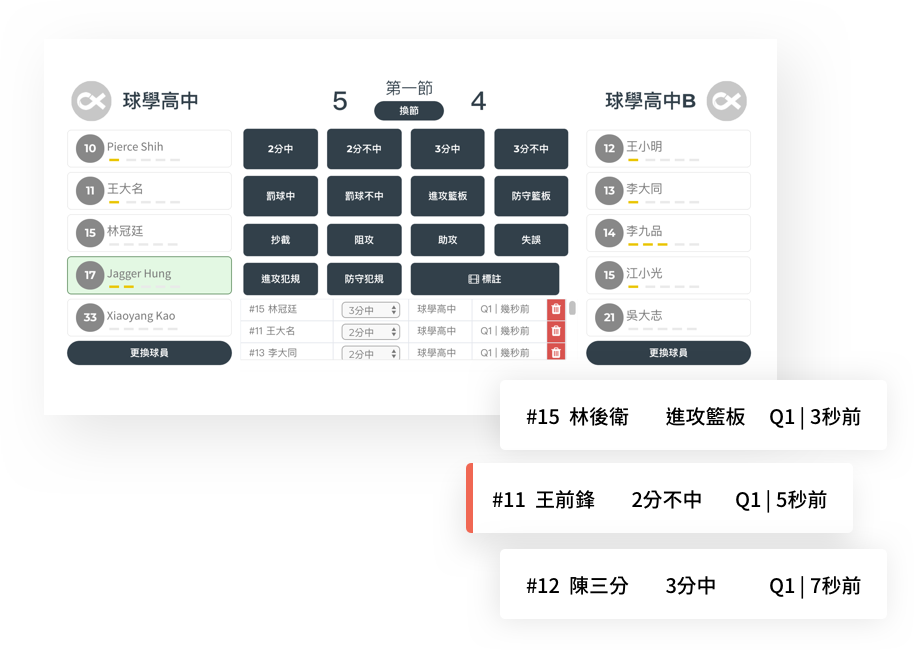 球學高中
5
第一節
換節
4
球學高中B
10 Pierce Shih
11 王大名
15 林冠廷
17 Jagger Hung
33 Xiaoyang Kao
更換球員
2分中 2分不中 3分中 3分不中
罰球中 罰球不中 進攻籃板 防守籃板
抄截 阻攻 助攻 失誤
進攻犯規 防守犯規 標註
#15 林冠廷 3分中 球學高中 Q1 | 幾秒前
#11 王大名 2分中 球學高中 Q1 | 幾秒前
#13 李大同 2分中 球學高中 Q1 | 幾秒前
12 王小明
13 李大同
14 李九品
15 江小光
21 吳大志
更換球員
#15 林後衛 進攻籃板 Q1 | 3秒前
#11 王前鋒 2分不中 Q1 | 5秒前
#12 陳三分 3分中 Q1 | 7秒前